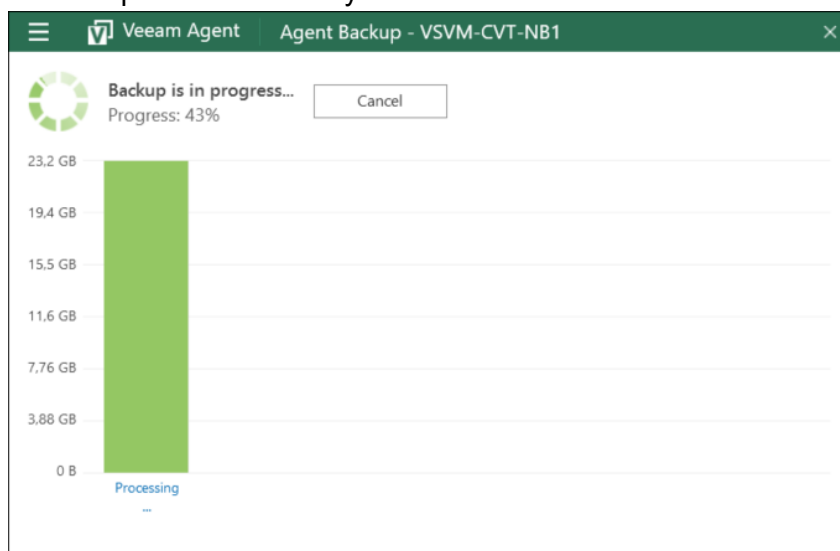 Veeam Agent Agent Backup - VSVM-CVT-NB1
Backup is in progress...
Cancel
Progress: 43%
23,2 GB
19,4 GB
15,5 GB
11,6 GB
7,76 GB
3,88 GB
0 B
Processing
...